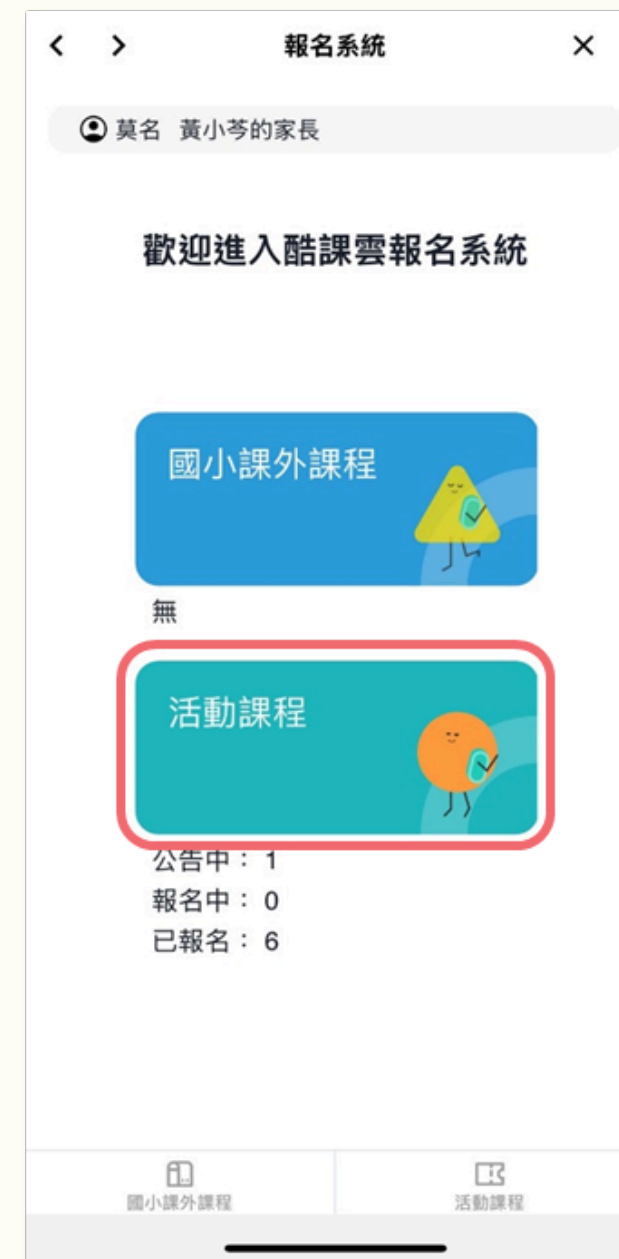 報名系統
莫名 黃小芩的家長
歡迎進入酷課雲報名系統
國小課外課程
無
活動課程
公告中： 1
報名中： 0
已報名： 6
國小課外課程
活動課程